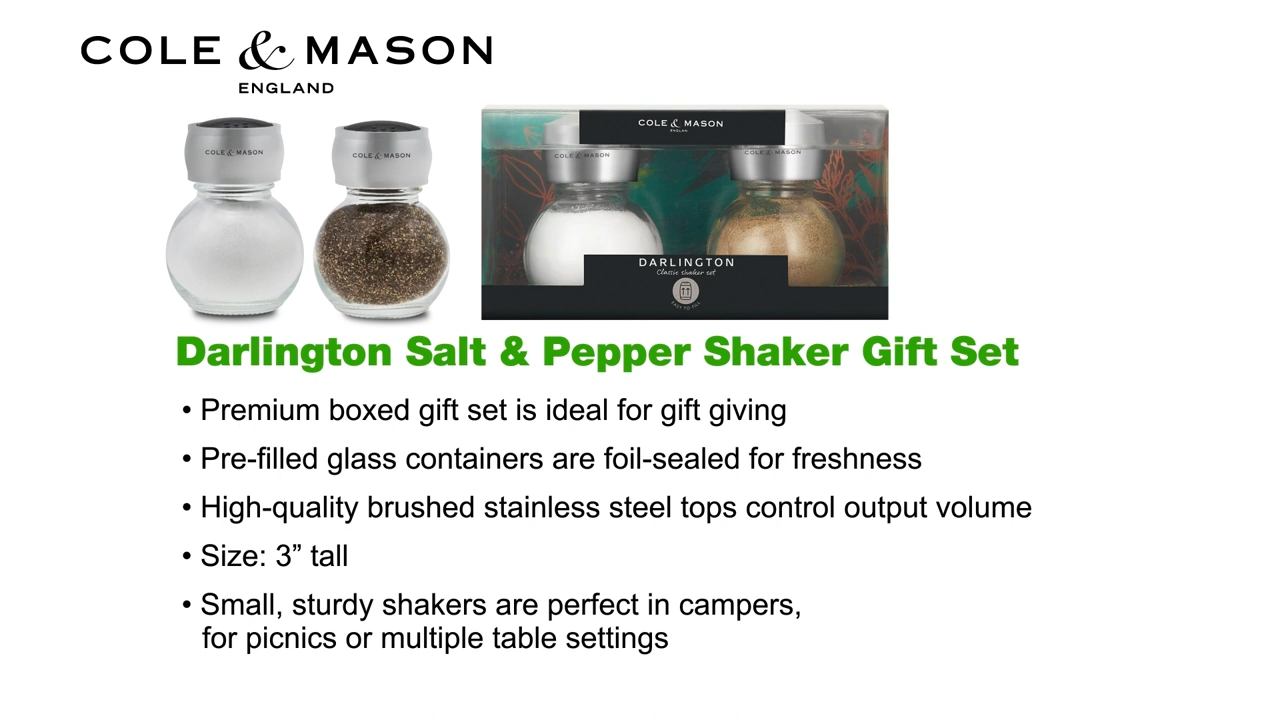 COLE & MASON
ENGLAND
COLE & MASON
COLE & MASON
COLE & MASON
COLE & MASON
COLE & MASON
DARLINGTON
Classic shaker set
EASY TO FILL
Darlington Salt & Pepper Shaker Gift Set
• Premium boxed gift set is ideal for gift giving
• Pre-filled glass containers are foil-sealed for freshness
• High-quality brushed stainless steel tops control output volume
• Size: 3” tall
• Small, sturdy shakers are perfect in campers,
for picnics or multiple table settings